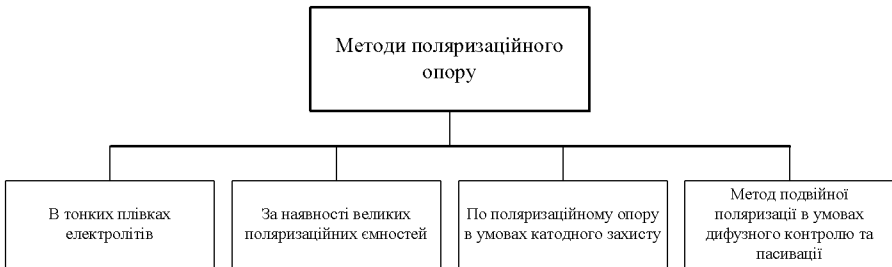 Методи поляризаційного
опору
В тонких плівках
електролітів
За наявності великих
поляризаційних ємностей
По поляризаційному опору
в умовах катодного захисту
Метод подвійної
поляризації в умовах
дифузного контролю та
пасивації